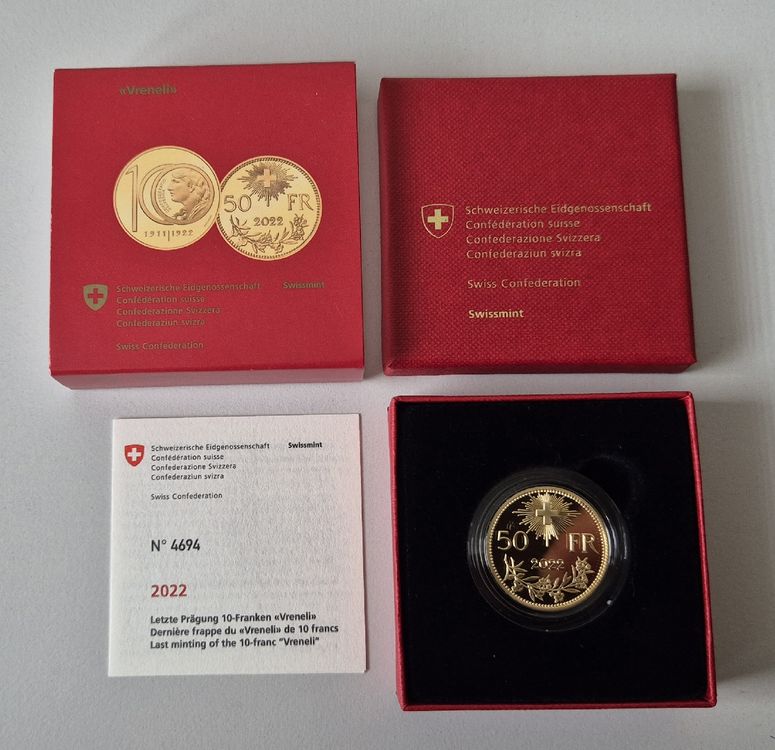 «Vreneli»
10
1911|1922
50 FR
2022
Schweizerische Eidgenossenschaft Swissmint
Confédération suisse
Confederazione Svizzera
Confederaziun svizra
Swiss Confederation
Schweizerische Eidgenossenschaft
Confédération suisse
Confederazione Svizzera
Confederaziun svizra
Swiss Confederation
Swissmint
Schweizerische Eidgenossenschaft Swissmint
Confédération suisse
Confederazione Svizzera
Confederaziun svizra
Swiss Confederation
N° 4694
2022
Letzte Prägung 10-Franken «Vreneli»
Dernière frappe du «Vreneli» de 10 francs
Last minting of the 10-franc "Vreneli"
50 FR
2022